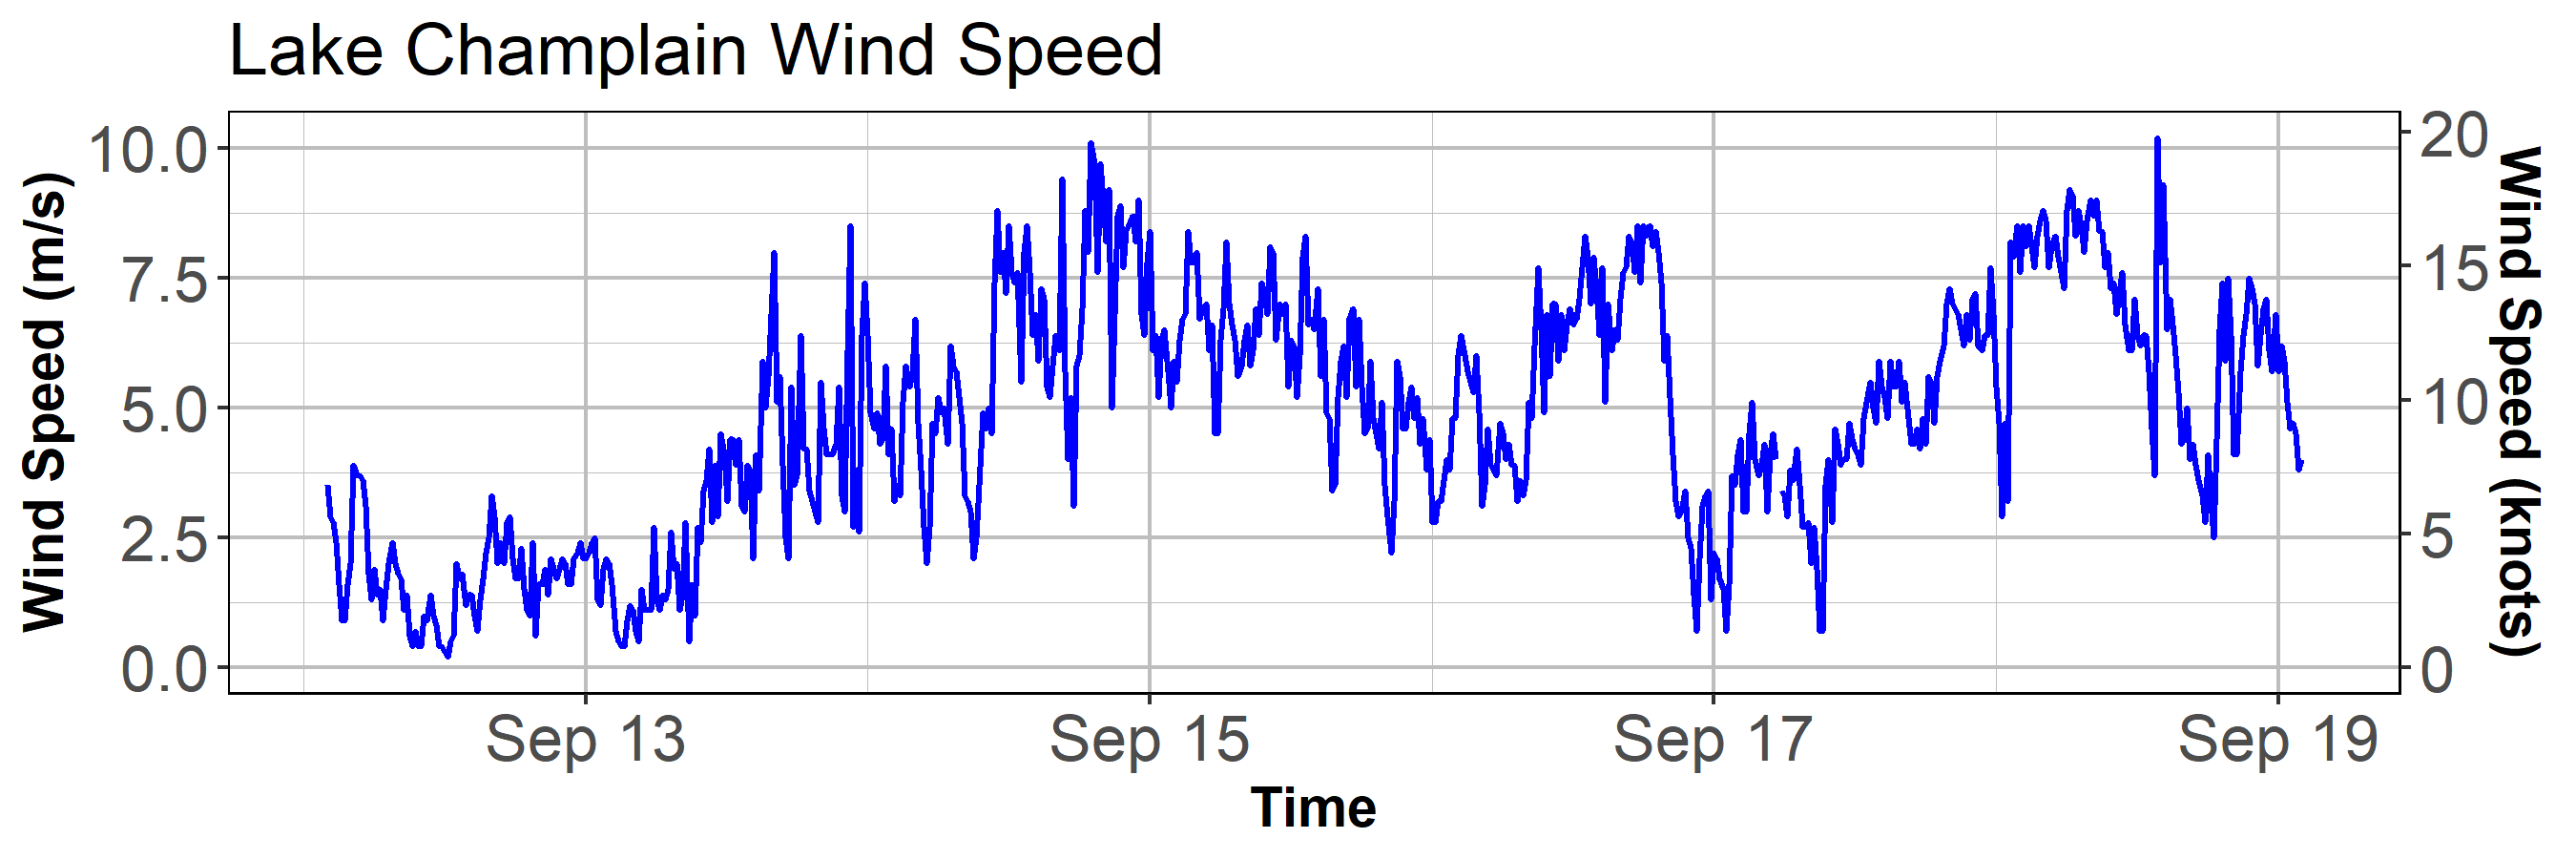 Lake Champlain Wind Speed
Wind Speed (m/s)
10.0
7.5
5.0
2.5
0.0
20
15
10
5
0
Wind Speed (knots)
Sep 13
Sep 15
Sep 17
Sep 19
Time